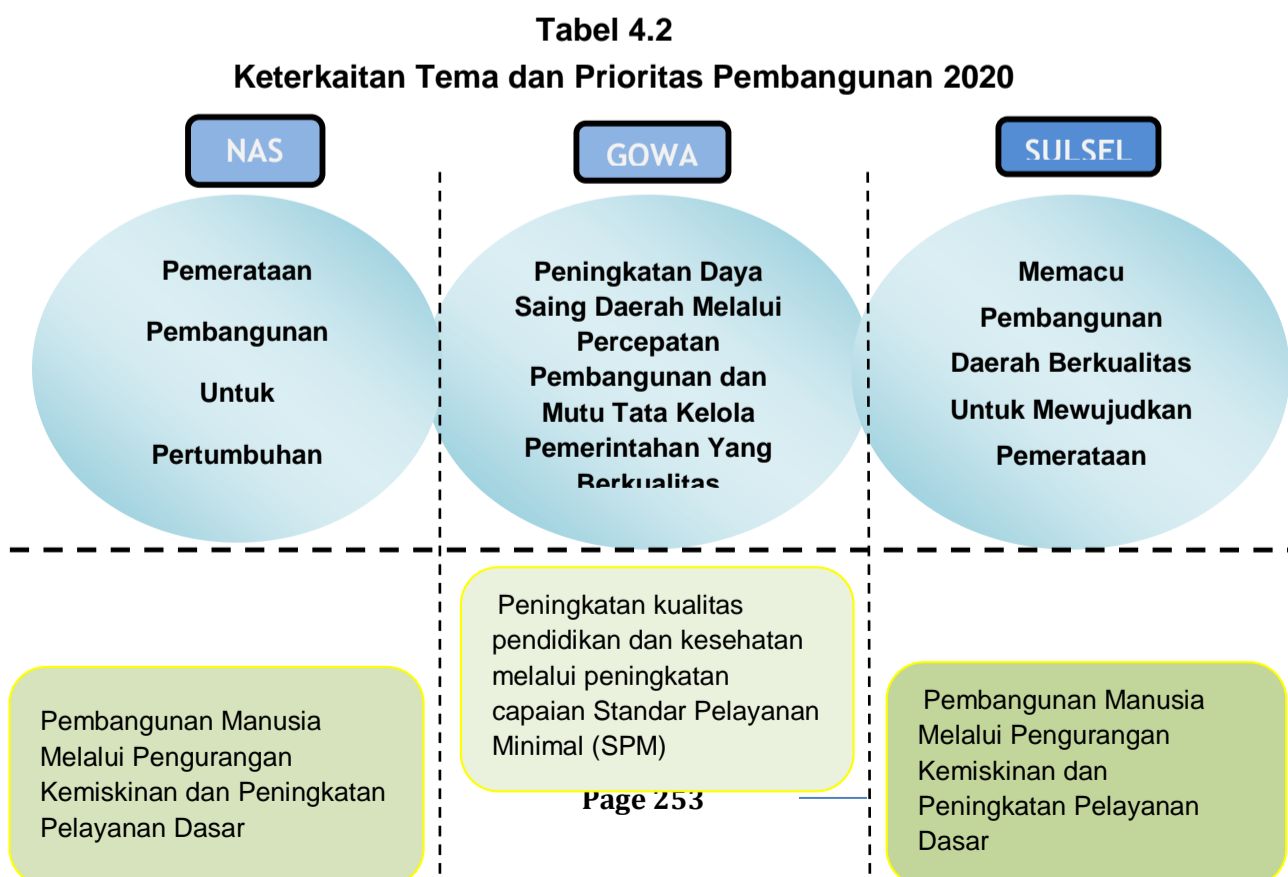 Tabel 4.2
Keterkaitan Tema dan Prioritas Pembangunan 2020
NAS
GOWA
SULSEL
Pemerataan
Pembangunan
Untuk
Pertumbuhan
Peningkatan Daya
Saing Daerah Melalui
Percepatan
Pembangunan dan
Mutu Tata Kelola
Pemerintahan Yang
Berkualitas
Memacu
Pembangunan
Daerah Berkualitas
Untuk Mewujudkan
Pemerataan
Pembangunan Manusia
Melalui Pengurangan
Kemiskinan dan Peningkatan
Pelayanan Dasar
Peningkatan kualitas
pendidikan dan kesehatan
melalui peningkatan
capaian Standar Pelayanan
Minimal (SPM)
Pembangunan Manusia
Melalui Pengurangan
Kemiskinan dan
Peningkatan Pelayanan
Dasar
Page 253